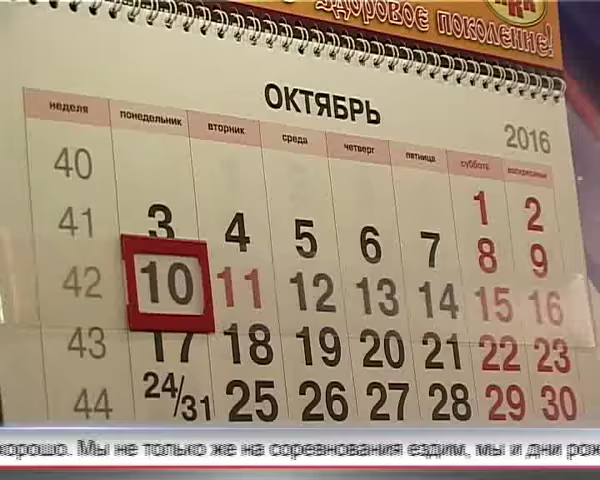 Здоровое поколение!
ОКТЯБРЬ
2016
неделя понедельник вторник среда четверг пятница суббота воскресенье
40 1 2
41 3 4 5 6 7 8 9
42 10 11 12 13 14 15 16
43 17 18 19 20 21 22 23
44 24/31 25 26 27 28 29 30
хорошо. Мы не только же на соревнования ездим, мы и дни рож